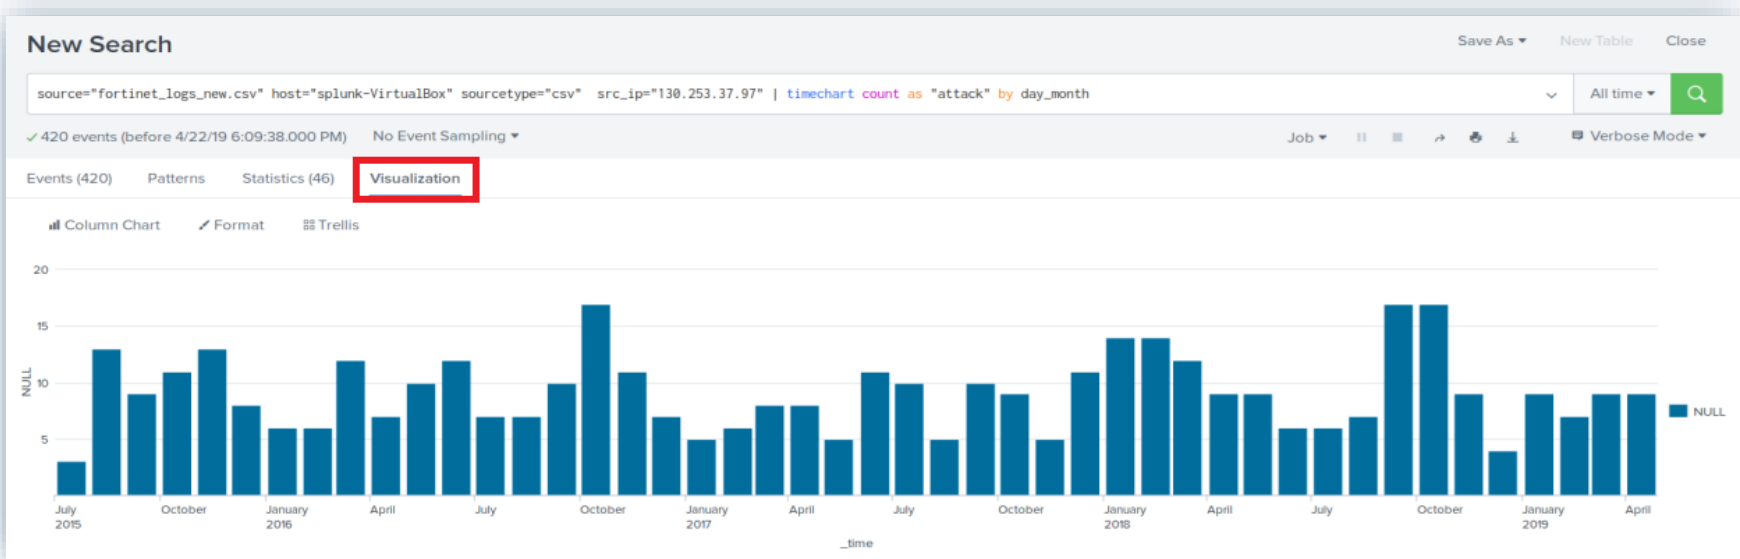 New Search
Save As
New Table
Close
source="fortinet_logs_new.csv" host="splunk-VirtualBox" sourcetype="csv"  src_ip="130.253.37.97" | timechart count as "attack" by day_month
All time
420 events (before 4/22/19 6:09:38.000 PM)
No Event Sampling
Job
Verbose Mode
Events (420)
Patterns
Statistics (46)
Visualization
Column Chart
Format
Trellis
20
15
10
5
NULL
NULL
July October January April July October January April July October January April July October January April
2015 2016 2017 2018 2019
_time